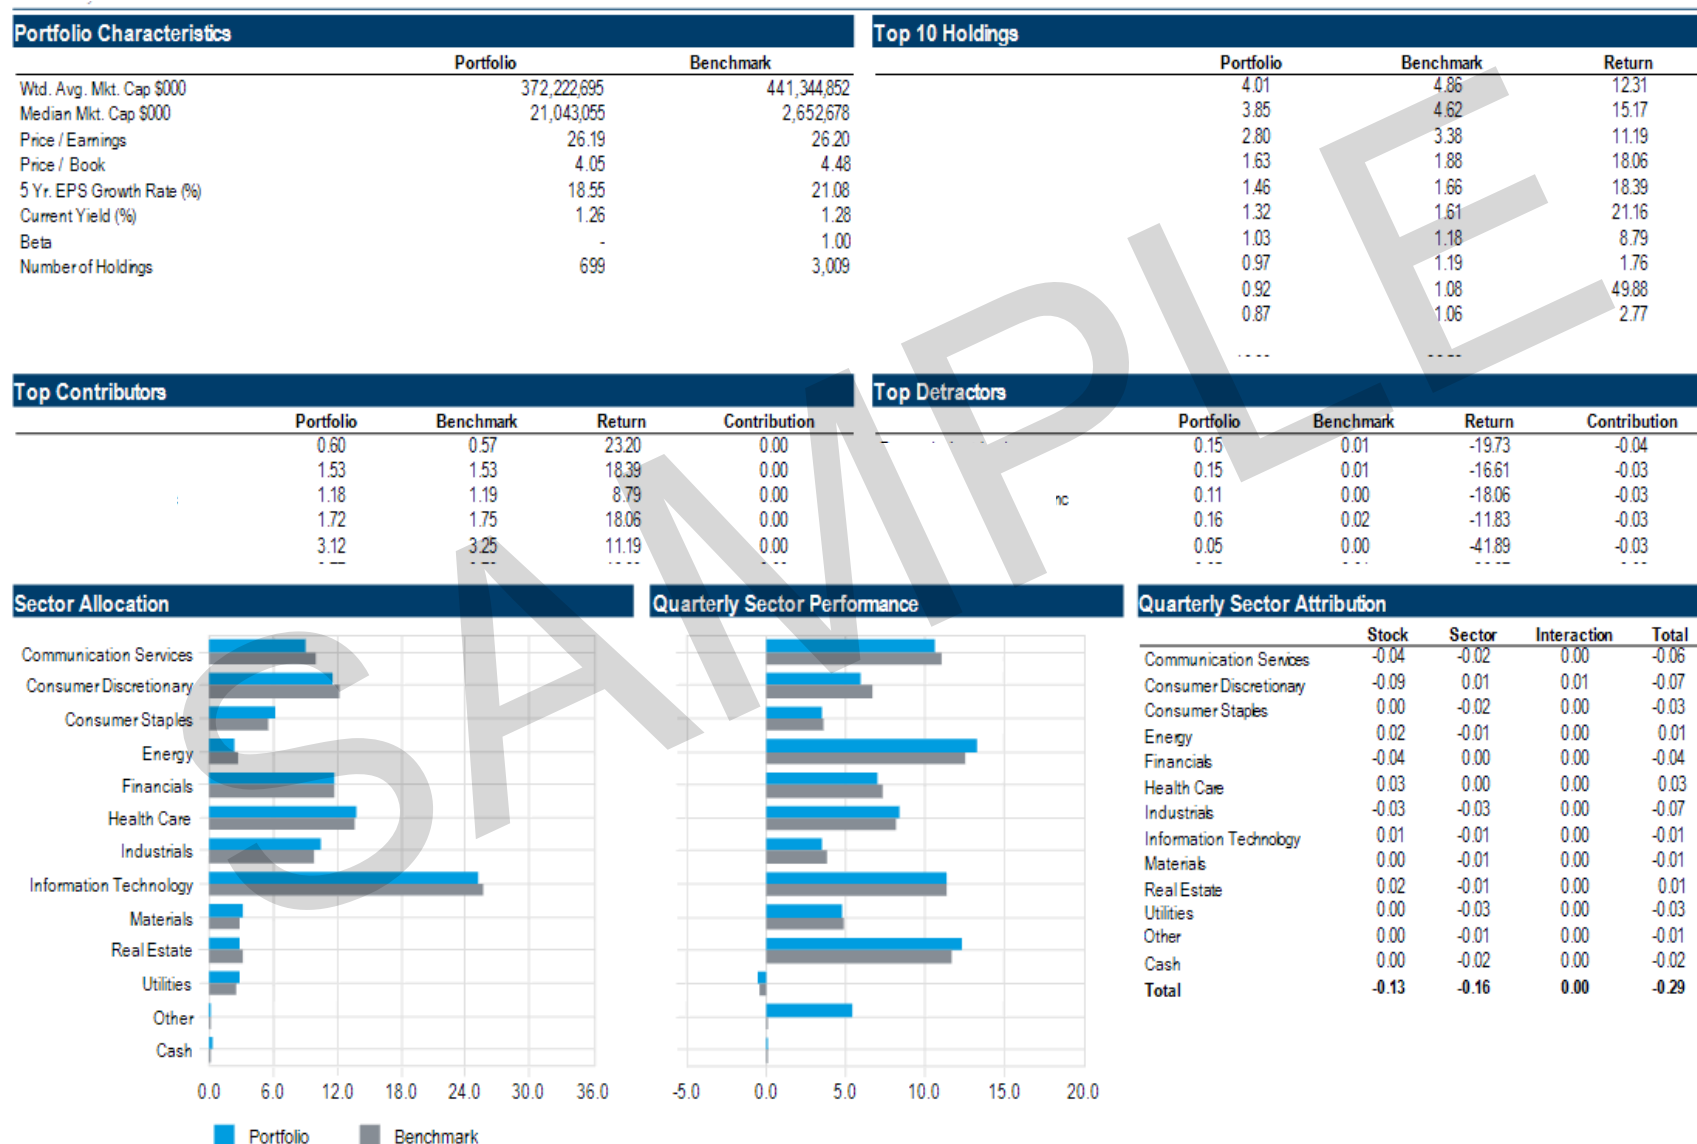 Portfolio Characteristics
Portfolio Benchmark
Wtd. Avg. Mkt. Cap $000 372,222,695 441,344,852
Median Mkt. Cap $000 21,043,055 2,652,678
Price / Earnings 26.19 26.20
Price / Book 4.05 4.48
5 Yr. EPS Growth Rate (%) 18.55 21.08
Current Yield (%) 1.26 1.28
Beta - 1.00
Number of Holdings 699 3,009
Top 10 Holdings
Portfolio Benchmark Return
4.01 4.86 12.31
3.85 4.62 15.17
2.80 3.38 11.19
1.63 1.88 18.06
1.46 1.66 18.39
1.32 1.61 21.16
1.03 1.18 8.79
0.97 1.19 1.76
0.92 1.08 49.88
0.87 1.06 2.77
Top Contributors
Portfolio Benchmark Return Contribution
0.60 0.57 23.20 0.00
1.53 1.53 18.39 0.00
1.18 1.19 8.79 0.00
1.72 1.75 18.06 0.00
3.12 3.25 11.19 0.00
Top Detractors
Portfolio Benchmark Return Contribution
0.15 0.01 -19.73 -0.04
0.15 0.01 -16.61 -0.03
nc 0.11 0.00 -18.06 -0.03
0.16 0.02 -11.83 -0.03
0.05 0.00 -41.89 -0.03
Sector Allocation
Communication Services
Consumer Discretionary
Consumer Staples
Energy
Financials
Health Care
Industrials
Information Technology
Materials
Real Estate
Utilities
Other
Cash
0.0 6.0 12.0 18.0 24.0 30.0 36.0
Portfolio Benchmark
Quarterly Sector Performance
-5.0 0.0 5.0 10.0 15.0 20.0
Quarterly Sector Attribution
Stock Sector Interaction Total
Communication Services -0.04 -0.02 0.00 -0.06
Consumer Discretionary -0.09 0.01 0.01 -0.07
Consumer Staples 0.00 -0.02 0.00 -0.03
Energy 0.02 -0.01 0.00 0.01
Financials -0.04 0.00 0.00 -0.04
Health Care 0.03 0.00 0.00 0.03
Industrials -0.03 -0.03 0.00 -0.07
Information Technology 0.01 -0.01 0.00 -0.01
Materials 0.00 -0.01 0.00 -0.01
Real Estate 0.02 -0.01 0.00 0.01
Utilities 0.00 -0.03 0.00 -0.03
Other 0.00 -0.01 0.00 -0.01
Cash 0.00 -0.02 0.00 -0.02
Total -0.13 -0.16 0.00 -0.29
SAMPLE